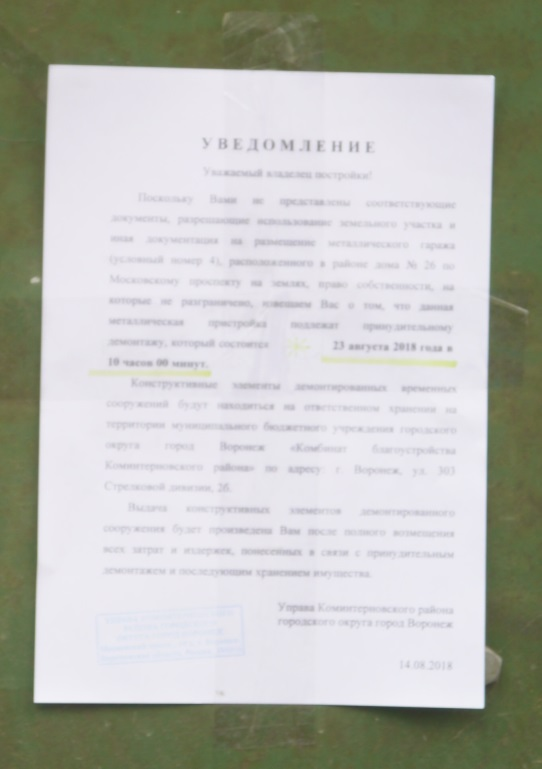 УВЕДОМЛЕНИЕ
Уважаемый владелец постройки!
Поскольку Вами не представлены соответствующие
документы, разрешающие использование земельного участка и
иная документация на размещение металлического гаража
(условный номер 4), расположенного в районе дома № 26 по
Московскому проспекту на землях, право собственности, на
которые не разграничено, извещаем Вас о том, что данная
металлическая пристройка подлежат принудительному
демонтажу, который состоится 23 августа 2018 года в
10 часов 00 минут.
Конструктивные элементы демонтированных временных
сооружений будут находиться на ответственном хранении на
территории муниципального бюджетного учреждения городского
округа город Воронеж «Комбинат благоустройства
Коминтерновского района» по адресу: г. Воронеж, ул. 303
Стрелковой дивизии, 2б.
Выдача конструктивных элементов демонтированного
сооружения будет произведена Вам после полного возмещения
всех затрат и издержек, понесенных в связи с принудительным
демонтажем и последующим хранением имущества.
Управа Коминтерновского района
городского округа город Воронеж
14.08.2018